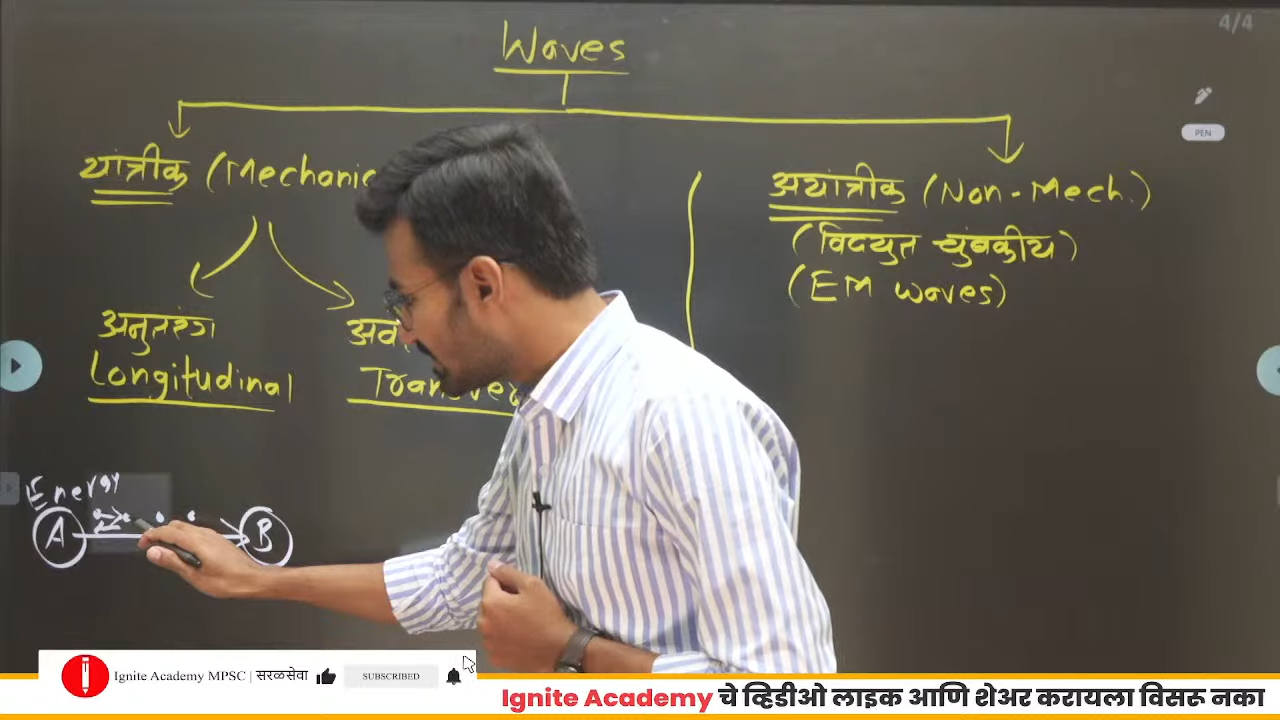 4/4
Waves
PEN
यांत्रीक (Mechanic
अयांत्रीक (Non-Mech.)
(विदयुत चुंबकीय)
(EM Waves)
अनुतरंग
Longitudinal
Energy
A B
Ignite Academy MPSC | सरळसेवा SUBSCRIBED
Ignite Academy चे व्हिडीओ लाइक आणि शेअर करायला विसरू नका